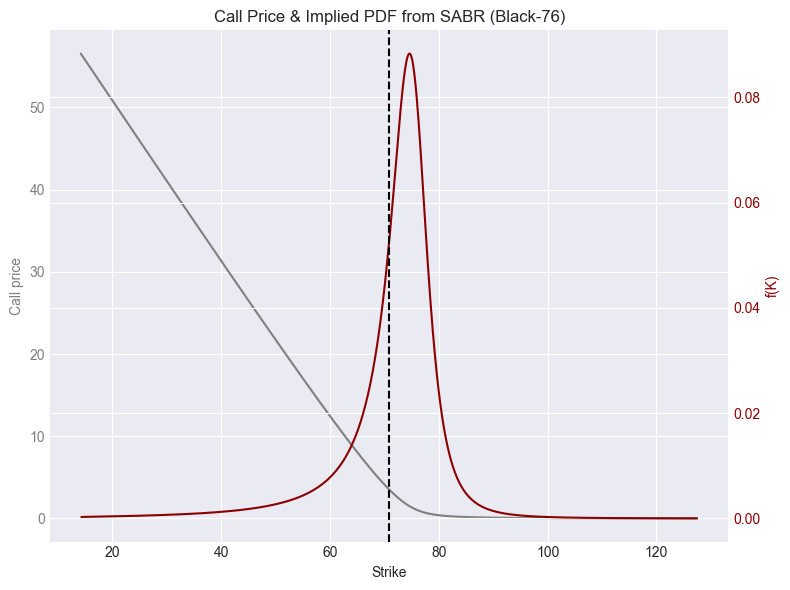 Call Price & Implied PDF from SABR (Black-76)
Call price
50
40
30
20
10
0
0.08
0.06
0.04
0.02
0.00
f(K)
20 40 60 80 100 120
Strike